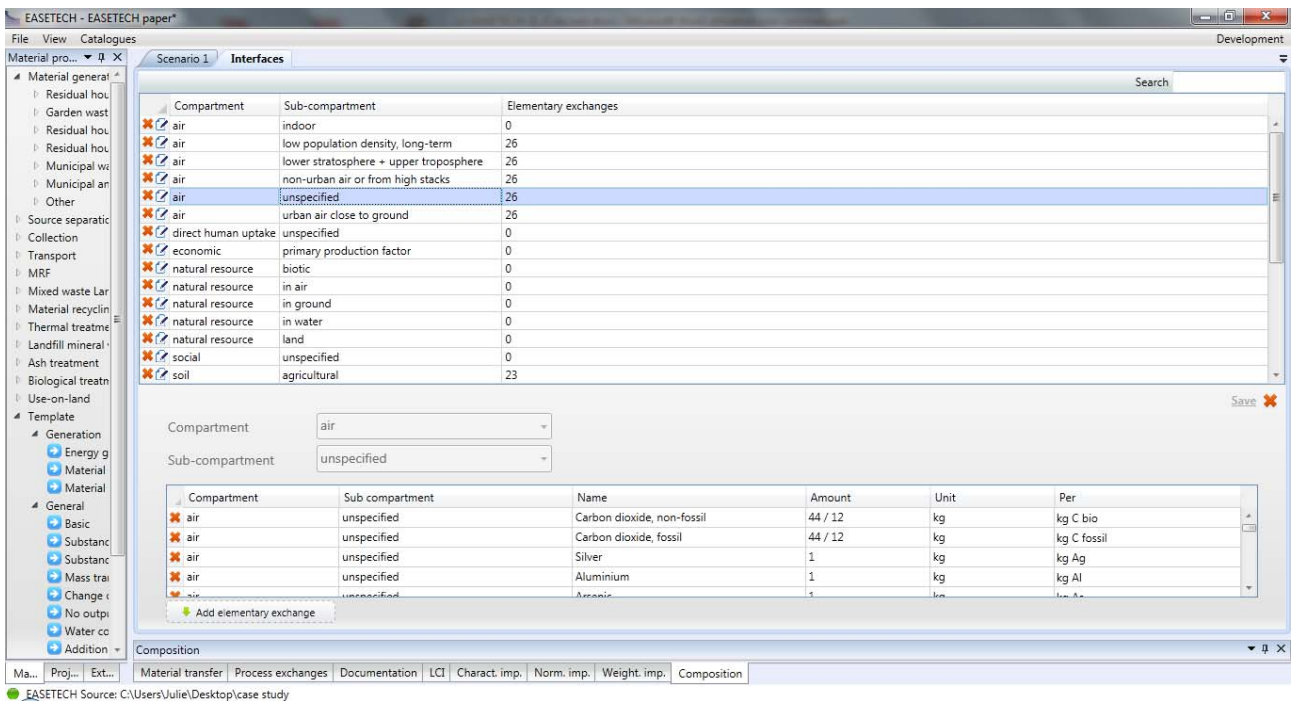 EASETECH - EASETECH paper*
File View Catalogues Development
Material pro...
Scenario 1 Interfaces
Search
Material generat
Residual hou
Garden wast
Residual hou
Residual hou
Municipal wa
Municipal an
Other
Source separatic
Collection
Transport
MRF
Mixed waste Lar
Material recyclin
Thermal treatme
Landfill mineral
Ash treatment
Biological treatn
Use-on-land
Template
Generation
Energy g
Material
Material
General
Basic
Substanc
Substanc
Mass trai
Change
No outpu
Water co
Addition
Compartment Sub-compartment Elementary exchanges
air indoor 0
air low population density, long-term 26
air lower stratosphere + upper troposphere 26
air non-urban air or from high stacks 26
air unspecified 26
air urban air close to ground 26
direct human uptake unspecified 0
economic primary production factor 0
natural resource biotic 0
natural resource in air 0
natural resource in ground 0
natural resource in water 0
natural resource land 0
social unspecified 0
soil agricultural 23
Save
Compartment air
Sub-compartment unspecified
Compartment Sub compartment Name Amount Unit Per
air unspecified Carbon dioxide, non-fossil 44 / 12 kg kg C bio
air unspecified Carbon dioxide, fossil 44 / 12 kg kg C fossil
air unspecified Silver 1 kg kg Ag
air unspecified Aluminium 1 kg kg Al
air unspecified Arsenic 1 kg kg As
Add elementary exchange
Composition
Ma... Proj... Ext...
Material transfer Process exchanges Documentation LCI Charact. imp. Norm. imp. Weight. imp. Composition
EASETECH Source: C:\Users\Julie\Desktop\case study